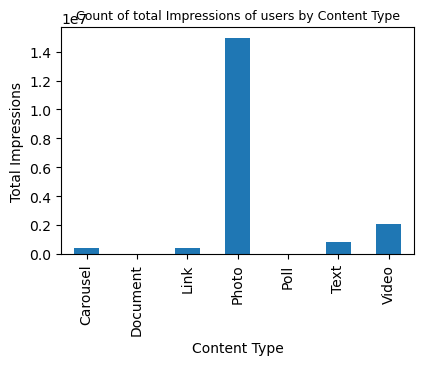 Count of total Impressions of users by Content Type
1e7
1.4
1.2
1.0
0.8
0.6
0.4
0.2
0.0
Total Impressions
Carousel
Document
Link
Photo
Poll
Text
Video
Content Type